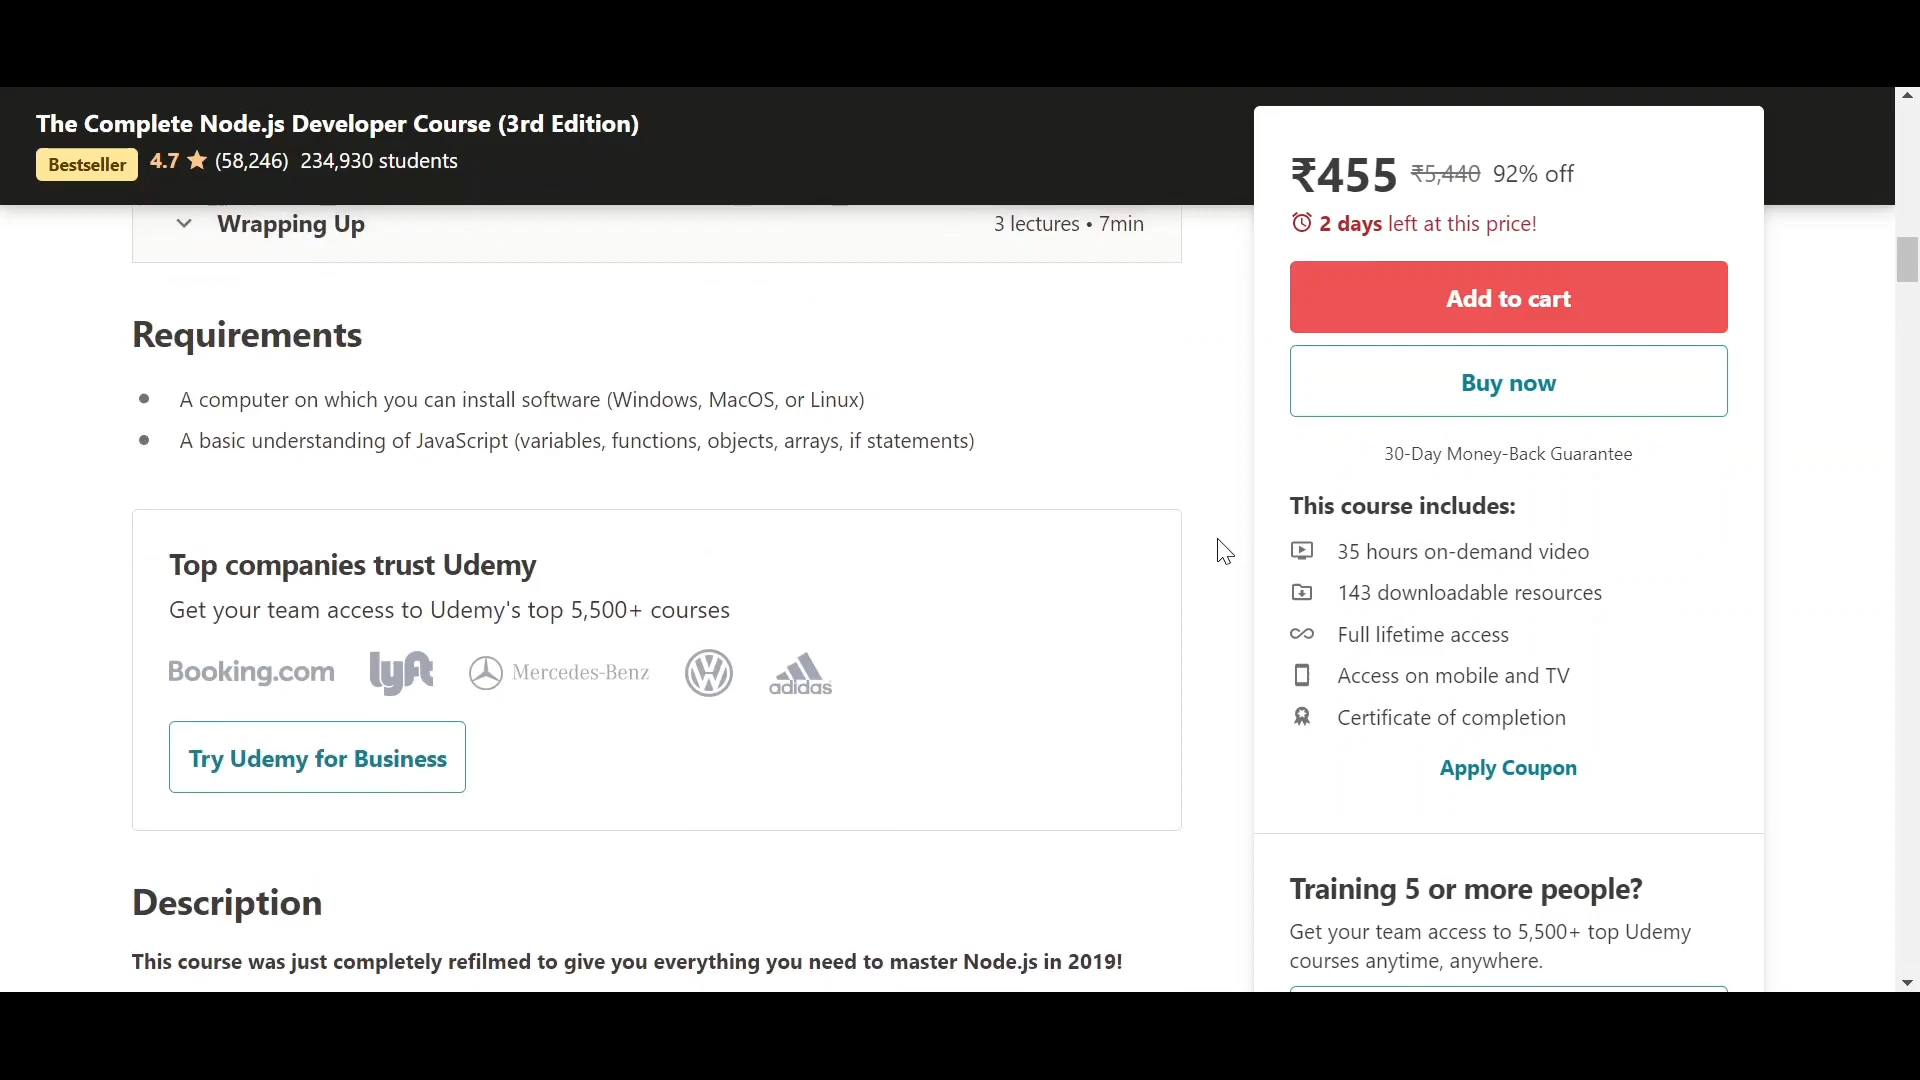 The Complete Node.js Developer Course (3rd Edition)
Bestseller 4.7 (58,246) 234,930 students
Wrapping Up 3 lectures • 7min
Requirements
A computer on which you can install software (Windows, MacOS, or Linux)
A basic understanding of JavaScript (variables, functions, objects, arrays, if statements)
Top companies trust Udemy
Get your team access to Udemy's top 5,500+ courses
Booking.com lyft Mercedes-Benz adidas
Try Udemy for Business
Description
This course was just completely refilmed to give you everything you need to master Node.js in 2019!
₹455 ₹5,440 92% off
2 days left at this price!
Add to cart
Buy now
30-Day Money-Back Guarantee
This course includes:
35 hours on-demand video
143 downloadable resources
Full lifetime access
Access on mobile and TV
Certificate of completion
Apply Coupon
Training 5 or more people?
Get your team access to 5,500+ top Udemy
courses anytime, anywhere.